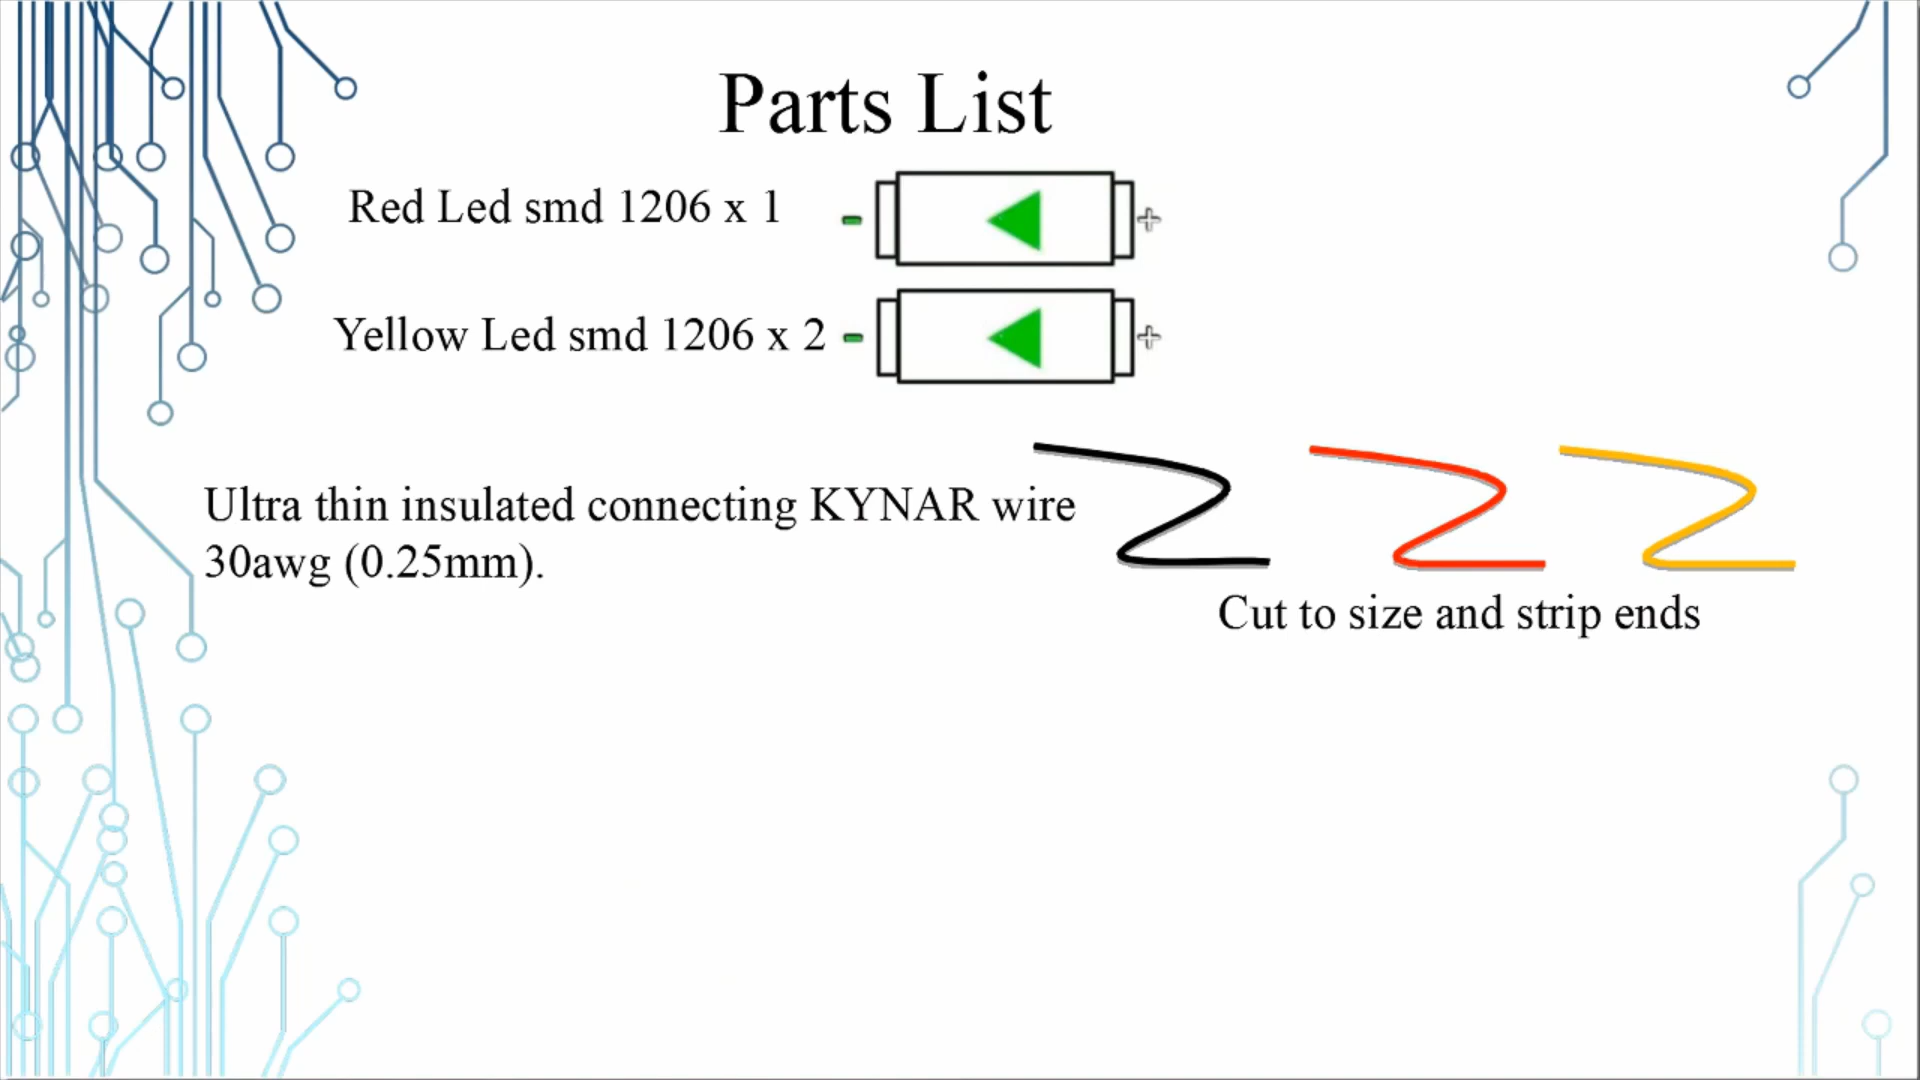 Parts List
Red Led smd 1206 x 1
- +
Yellow Led smd 1206 x 2
- +
Ultra thin insulated connecting KYNAR wire
30awg (0.25mm).
Cut to size and strip ends